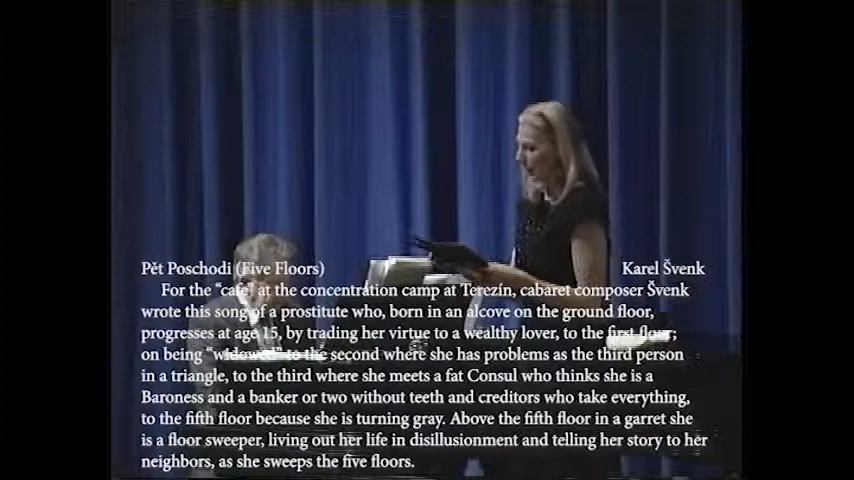 Pět Poschodi (Five Floors) Karel Švenk
For the “cafe” at the concentration camp at Terezín, cabaret composer Švenk
wrote this song of a prostitute who, born in an alcove on the ground floor,
progresses at age 15, by trading her virtue to a wealthy lover, to the first floor;
on being “widowed” to the second where she has problems as the third person
in a triangle, to the third where she meets a fat Consul who thinks she is a
Baroness and a banker or two without teeth and creditors who take everything,
to the fifth floor because she is turning gray. Above the fifth floor in a garret she
is a floor sweeper, living out her life in disillusionment and telling her story to her
neighbors, as she sweeps the five floors.